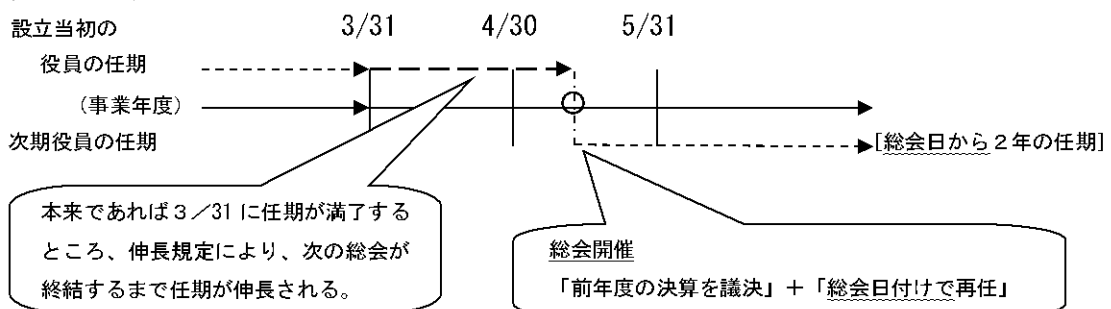 設立当初の 3/31 4/30 5/31
役員の任期
(事業年度)
次期役員の任期 [総会日から2年の任期]
本来であれば3／31に任期が満了する
ところ、伸長規定により、次の総会が
終結するまで任期が伸長される。
総会開催
「前年度の決算を議決」＋「総会日付けで再任」